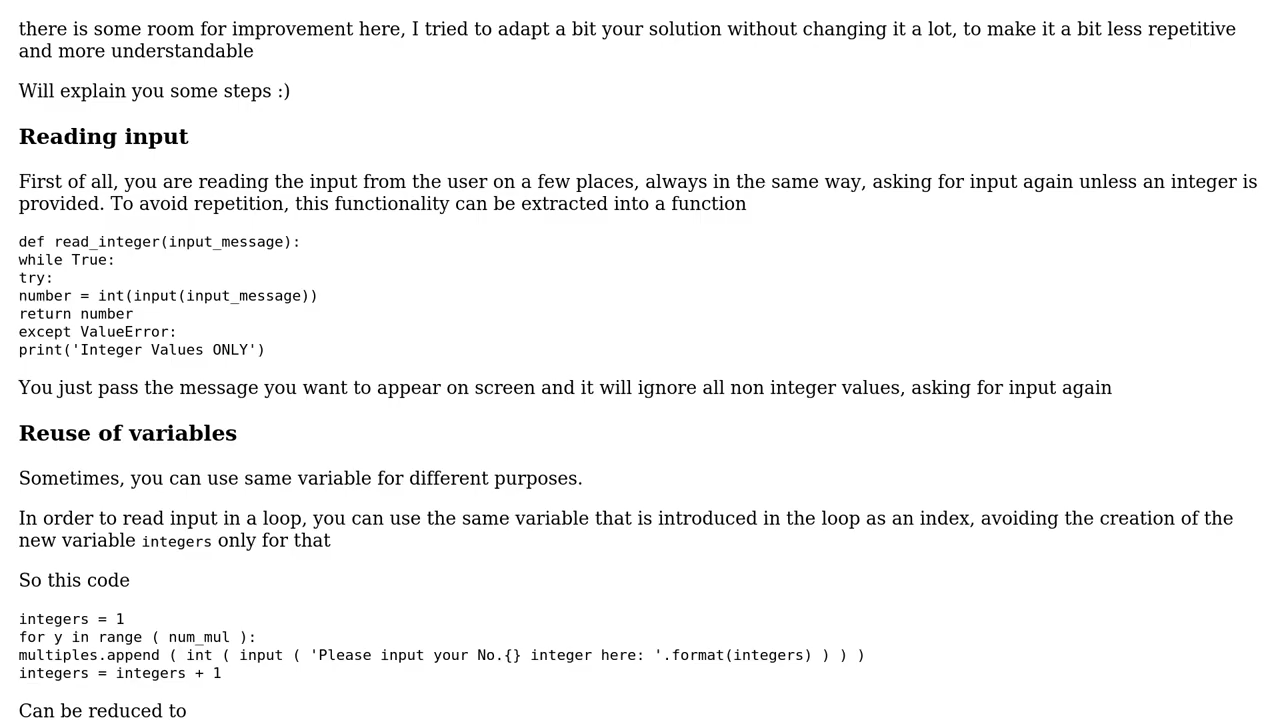 there is some room for improvement here, I tried to adapt a bit your solution without changing it a lot, to make it a bit less repetitive
and more understandable
Will explain you some steps :)
Reading input
First of all, you are reading the input from the user on a few places, always in the same way, asking for input again unless an integer is
provided. To avoid repetition, this functionality can be extracted into a function
def read_integer(input_message):
while True:
try:
number = int(input(input_message))
return number
except ValueError:
print('Integer Values ONLY')
You just pass the message you want to appear on screen and it will ignore all non integer values, asking for input again
Reuse of variables
Sometimes, you can use same variable for different purposes.
In order to read input in a loop, you can use the same variable that is introduced in the loop as an index, avoiding the creation of the
new variable integers only for that
So this code
integers = 1
for y in range ( num_mul ):
multiples.append ( int ( input ( 'Please input your No.{} integer here: '.format(integers) ) ) )
integers = integers + 1
Can be reduced to